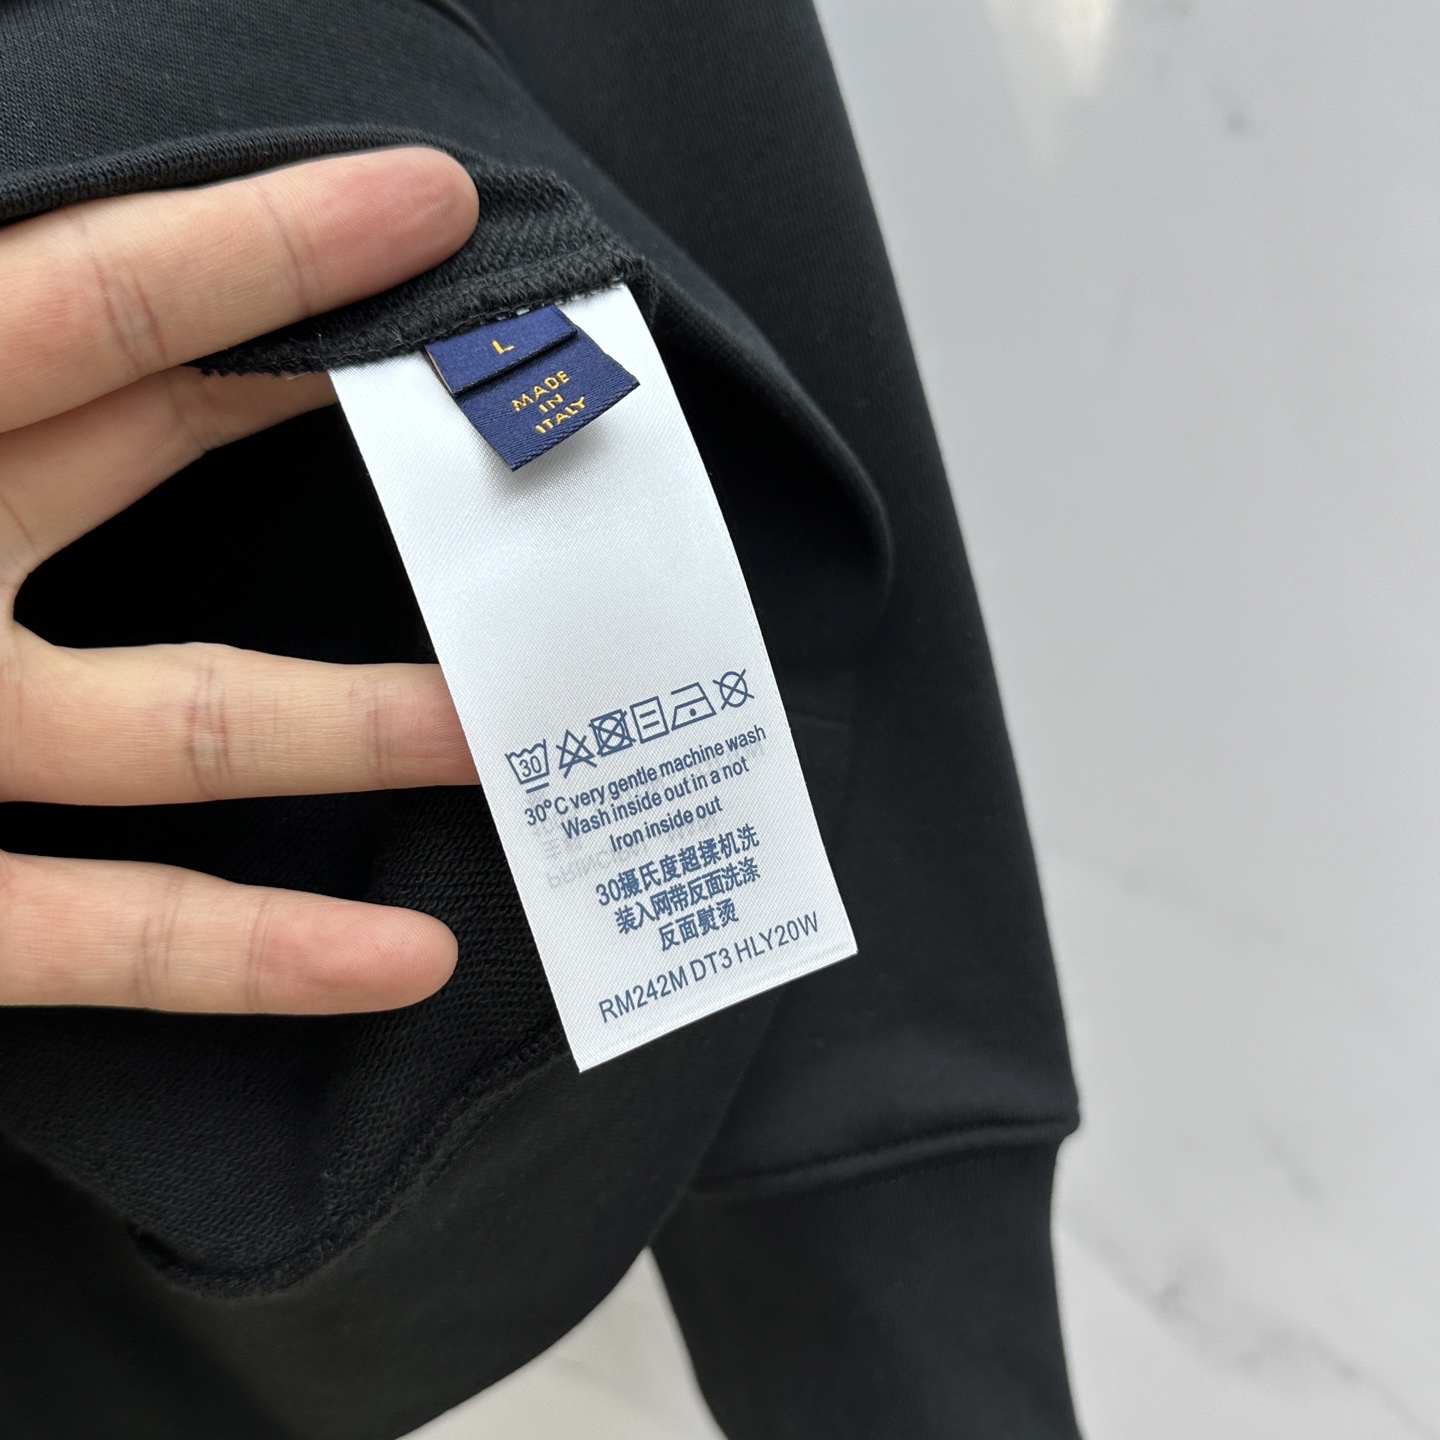 L
MADE
IN
ITALY
30
30°C very gentle machine wash
Wash inside out in a not
Iron inside out
30摄氏度超揉机洗
装入网带反面洗涤
反面熨烫
RM242M DT3 HLY20W